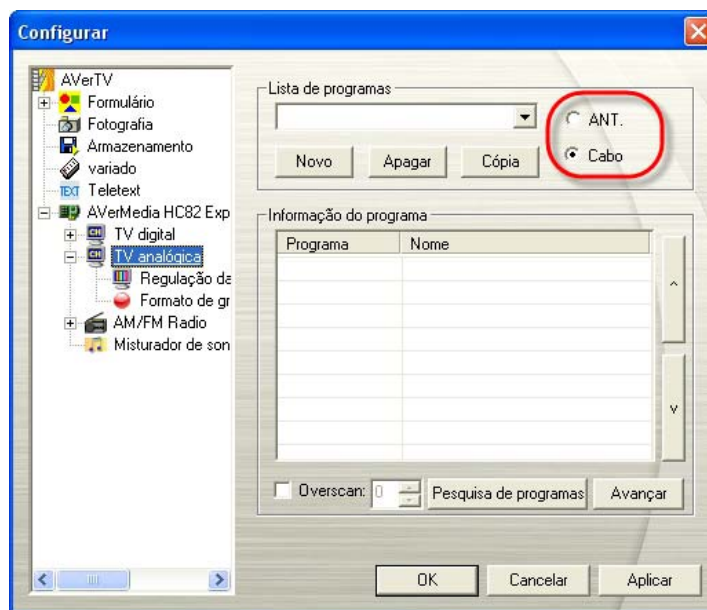 Configurar
AVerTV
Formulário
Fotografia
Armazenamento
variado
TEXT Teletext
AVerMedia HC82 Exp
CH TV digital
CH TV analógica
Regulação da
Formato de gr
AM/FM Radio
Misturador de son
Lista de programas
ANT.
Cabo
Novo
Apagar
Cópia
Informação do programa
Programa Nome
Overscan: 0
Pesquisa de programas
Avançar
OK
Cancelar
Aplicar